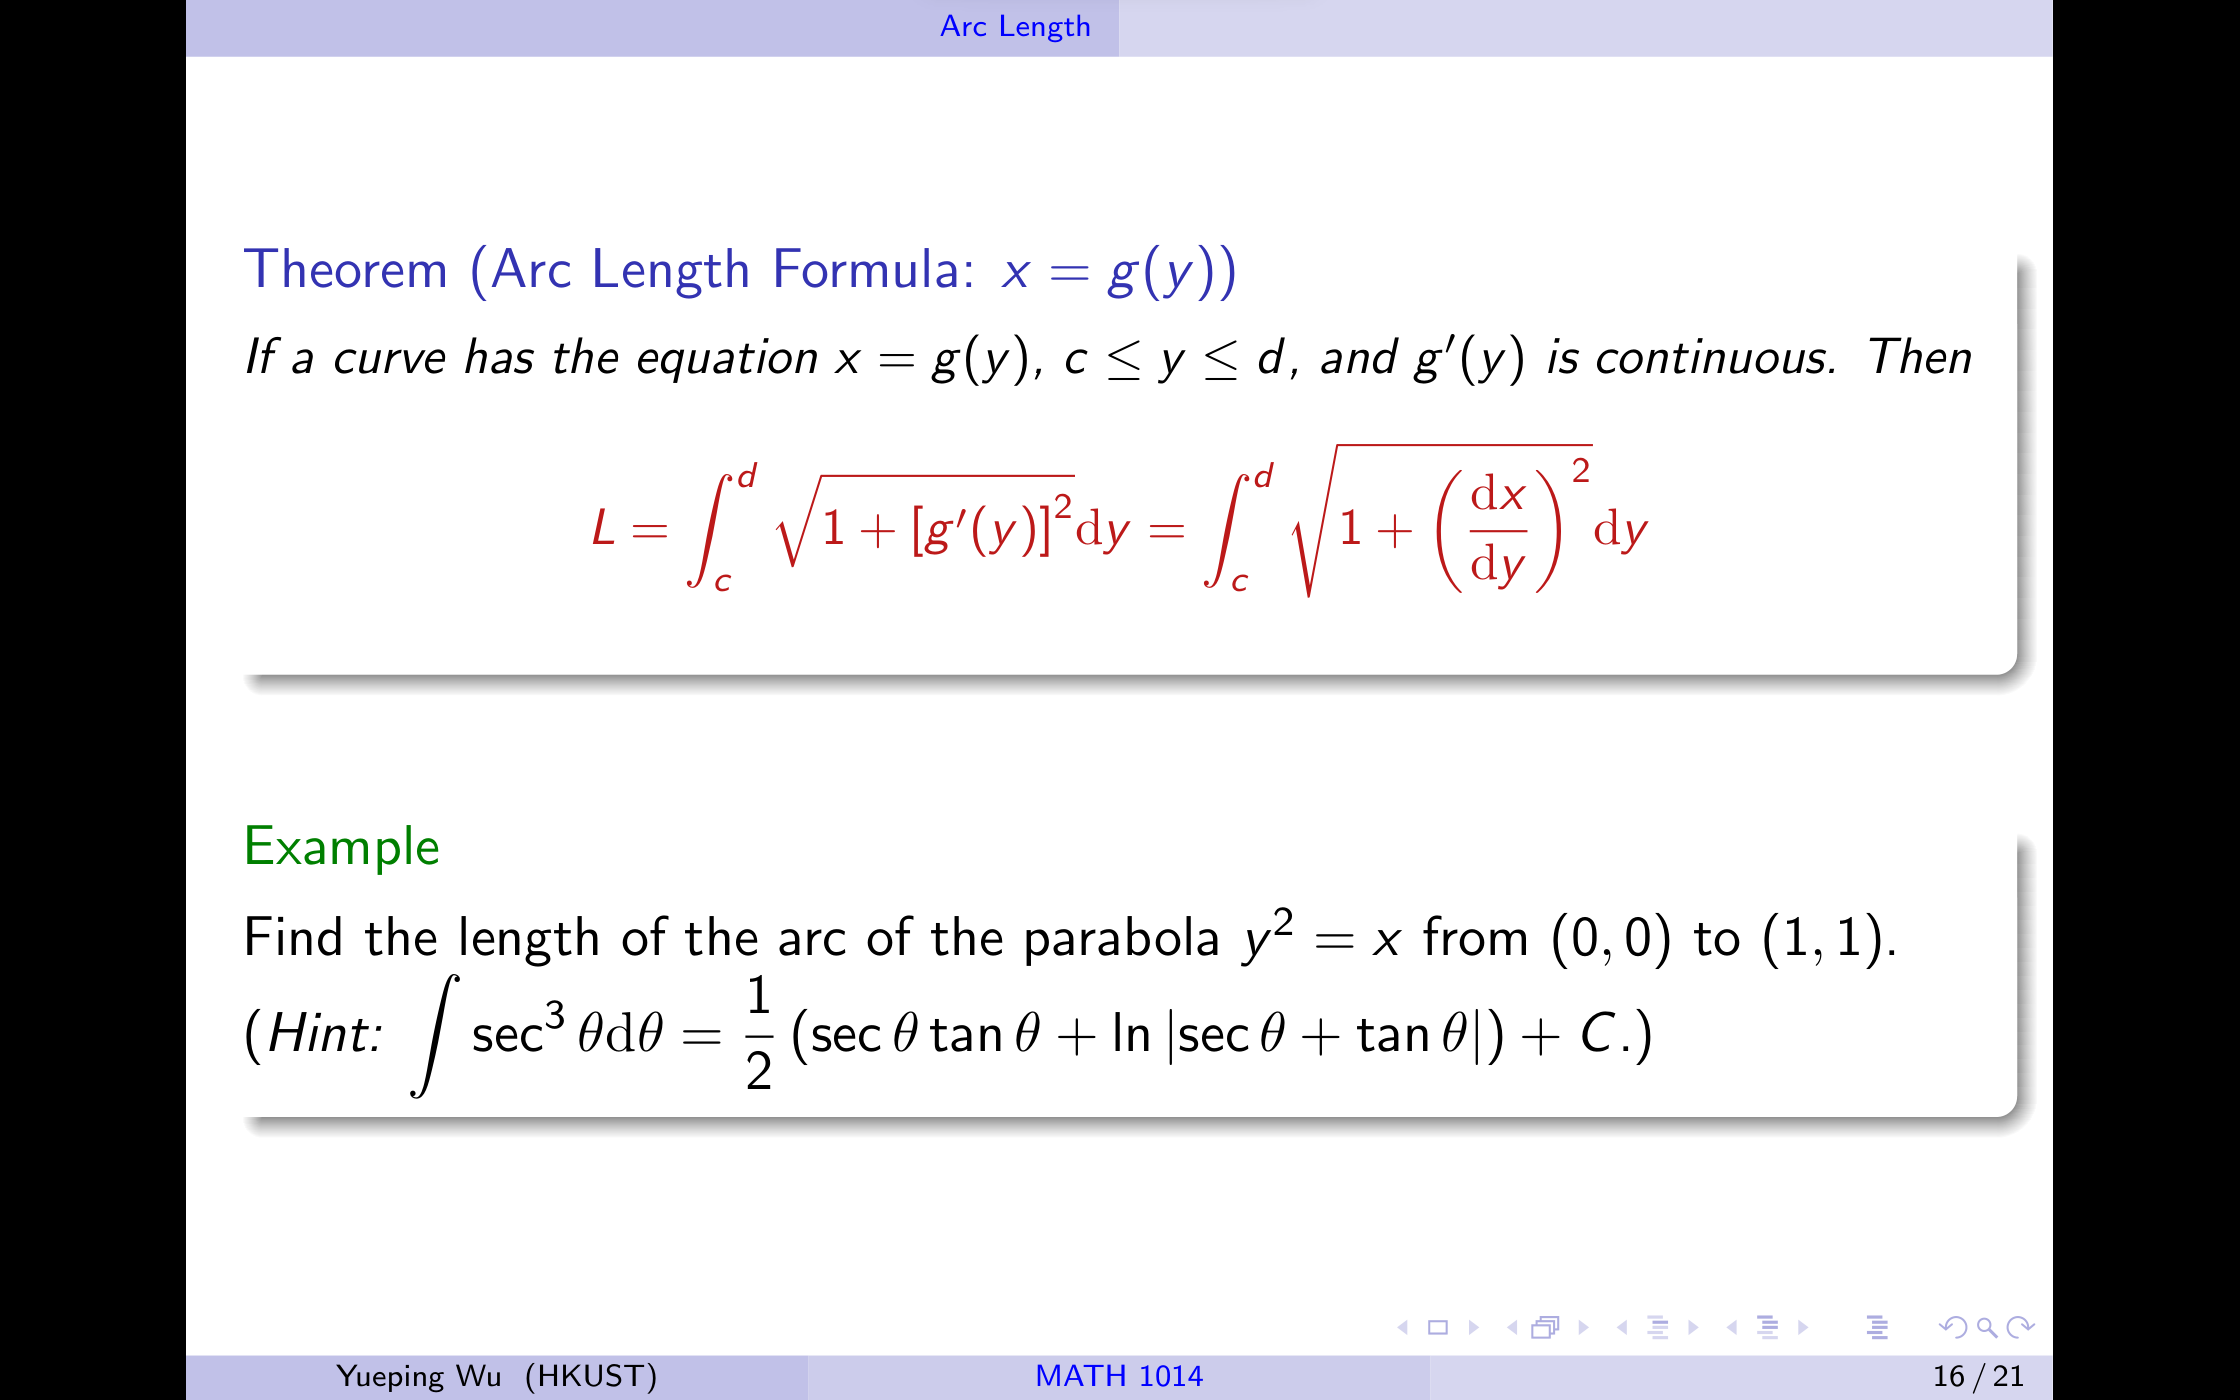 Arc Length
Theorem (Arc Length Formula: x = g(y))
If a curve has the equation x = g(y), c ≤ y ≤ d, and g′(y) is continuous. Then
L = ∫_c^d √(1 + [g′(y)]²) dy = ∫_c^d √(1 + (dx/dy)²) dy
Example
Find the length of the arc of the parabola y² = x from (0, 0) to (1, 1).
(Hint: ∫ sec³ θdθ = 1/2 (sec θ tan θ + ln |sec θ + tan θ|) + C.)
Yueping Wu (HKUST)
MATH 1014
16 / 21